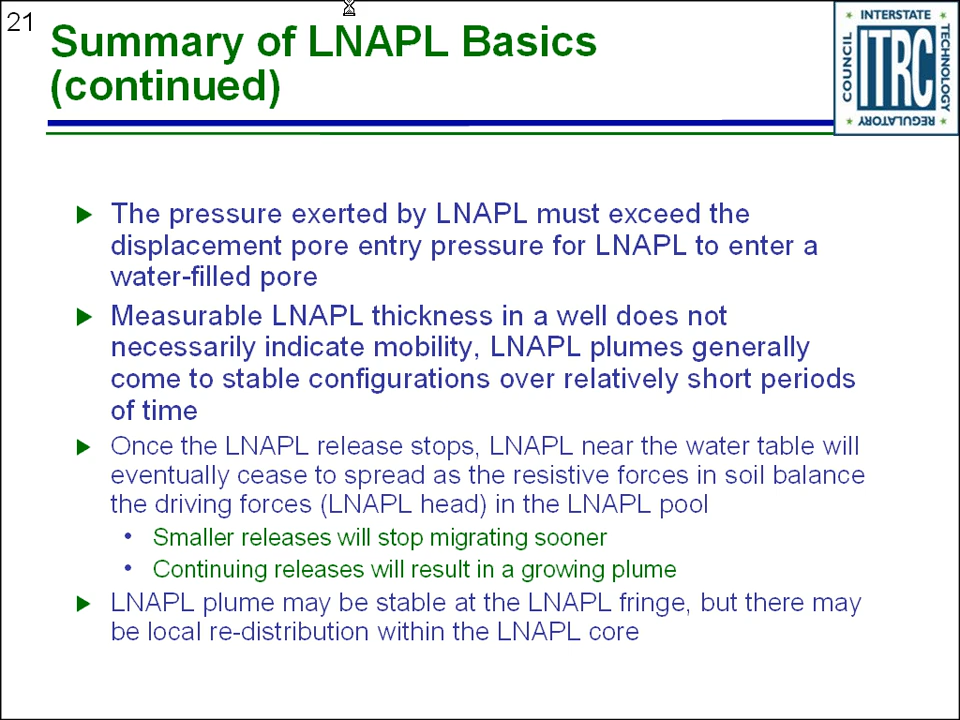 21
Summary of LNAPL Basics
(continued)
INTERSTATE
COUNCIL
ITRC
TECHNOLOGY
REGULATORY
The pressure exerted by LNAPL must exceed the
displacement pore entry pressure for LNAPL to enter a
water-filled pore
Measurable LNAPL thickness in a well does not
necessarily indicate mobility, LNAPL plumes generally
come to stable configurations over relatively short periods
of time
Once the LNAPL release stops, LNAPL near the water table will
eventually cease to spread as the resistive forces in soil balance
the driving forces (LNAPL head) in the LNAPL pool
• Smaller releases will stop migrating sooner
• Continuing releases will result in a growing plume
LNAPL plume may be stable at the LNAPL fringe, but there may
be local re-distribution within the LNAPL core